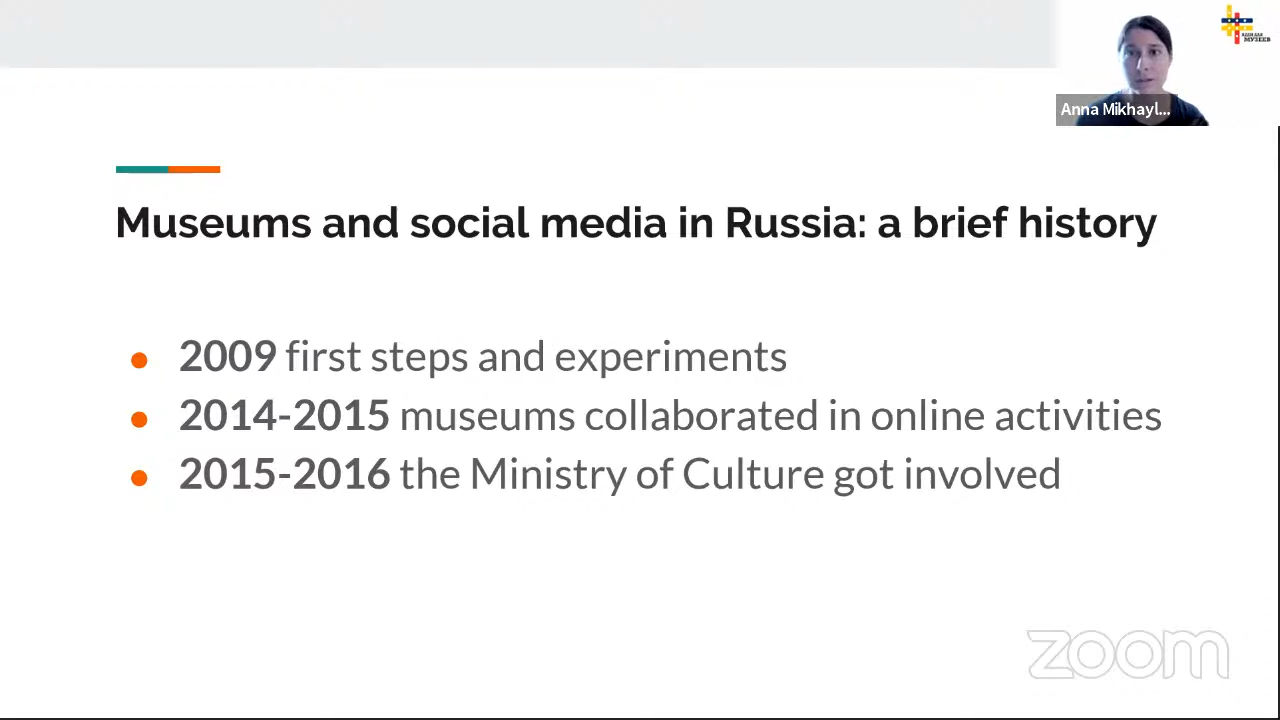 Anna Mikhayl...
Museums and social media in Russia: a brief history
2009 first steps and experiments
2014-2015 museums collaborated in online activities
2015-2016 the Ministry of Culture got involved
zoom